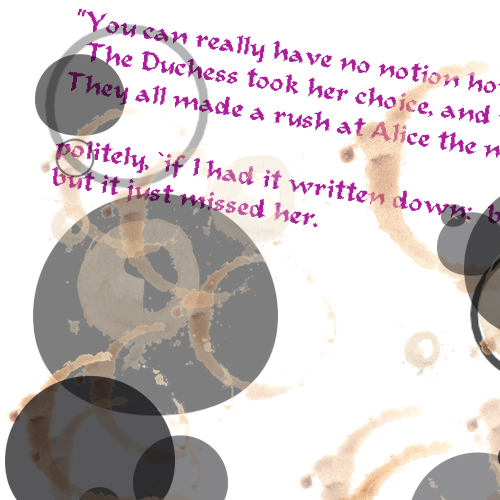 "You can really have no notion
The Duchess took her choice, and
They all made a rush at Alice the
politely, `if I had it written down:
but it just missed her.